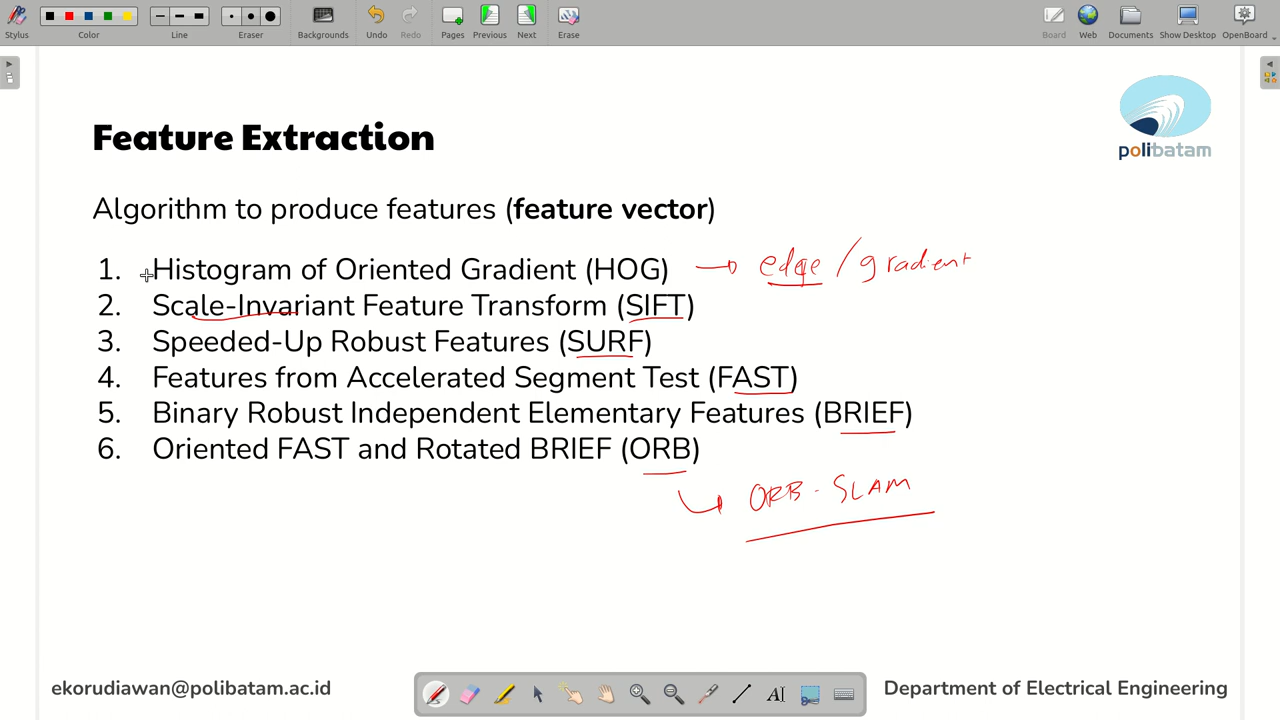 Stylus Color Line Eraser Backgrounds Undo Redo Pages Previous Next Erase Board Web Documents Show Desktop OpenBoard
polibatam
Feature Extraction
Algorithm to produce features (feature vector)
1. Histogram of Oriented Gradient (HOG) edge / gradient
2. Scale-Invariant Feature Transform (SIFT)
3. Speeded-Up Robust Features (SURF)
4. Features from Accelerated Segment Test (FAST)
5. Binary Robust Independent Elementary Features (BRIEF)
6. Oriented FAST and Rotated BRIEF (ORB)
ORB-SLAM
ekorudiawan@polibatam.ac.id AI Department of Electrical Engineering